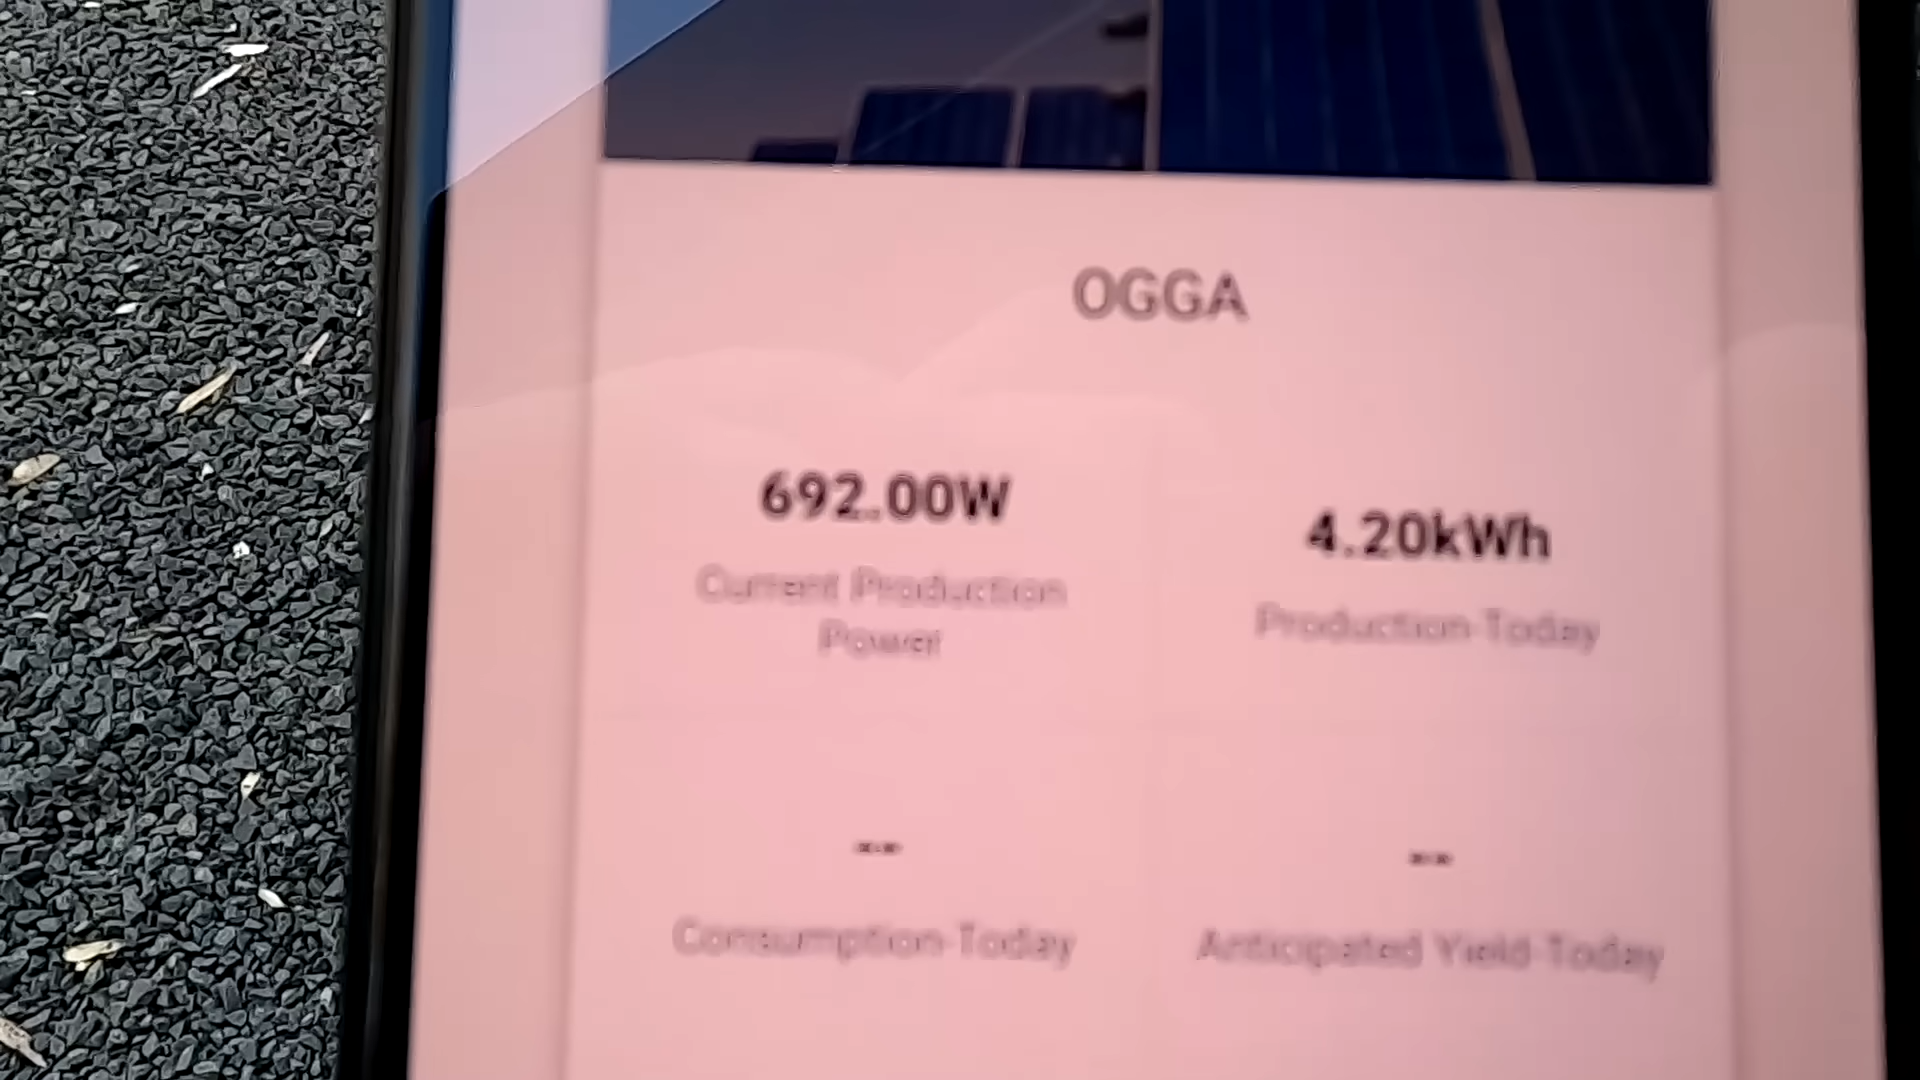 OGGA
692.00W
Current Production
Power
4.20kWh
Production-Today
--
Consumption-Today
--
Anticipated Yield-Today